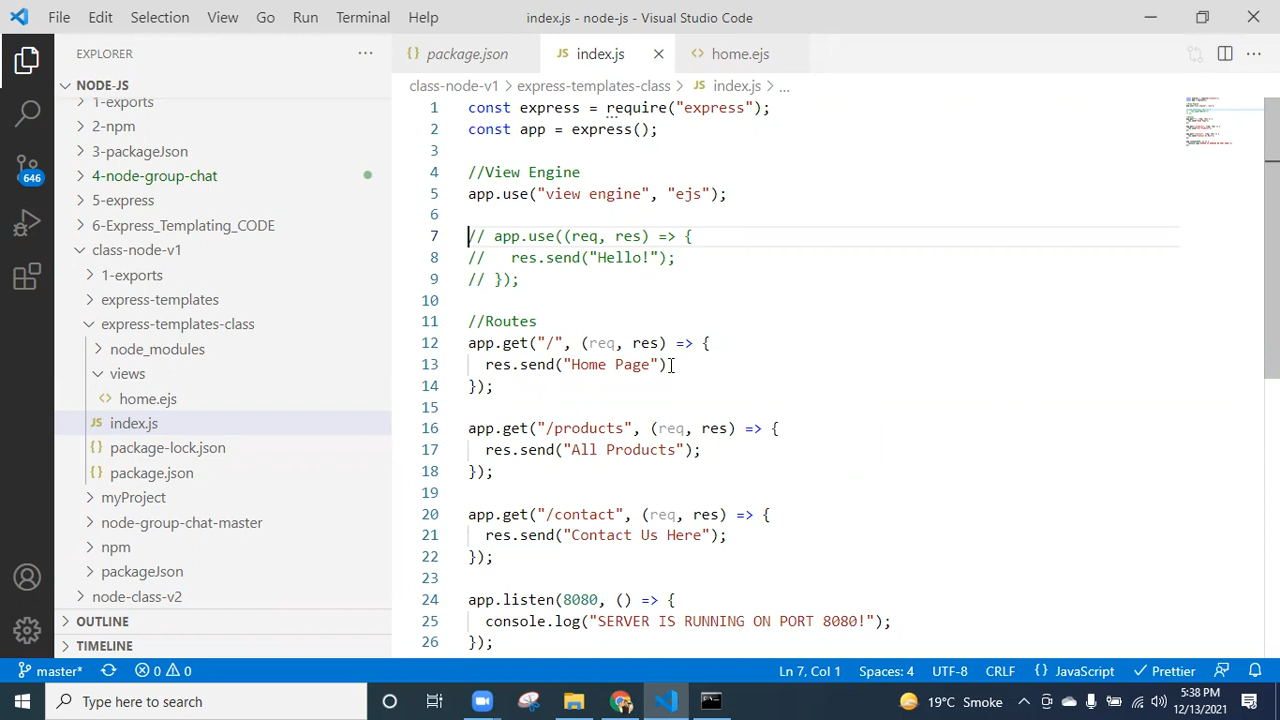 File Edit Selection View Go Run Terminal Help index.js - node-js - Visual Studio Code
EXPLORER
NODE-JS
1-exports
2-npm
3-packageJson
4-node-group-chat
5-express
6-Express_Templating_CODE
class-node-v1
1-exports
express-templates
express-templates-class
node_modules
views
home.ejs
index.js
package-lock.json
package.json
myProject
node-group-chat-master
npm
packageJson
node-class-v2
OUTLINE
TIMELINE
646
package.json index.js home.ejs
class-node-v1 > express-templates-class > index.js > ...
1 const express = require("express");
2 const app = express();
3
4 //View Engine
5 app.use("view engine", "ejs");
6
7 // app.use((req, res) => {
8 //   res.send("Hello!");
9 // });
10
11 //Routes
12 app.get("/", (req, res) => {
13   res.send("Home Page")
14 });
15
16 app.get("/products", (req, res) => {
17   res.send("All Products");
18 });
19
20 app.get("/contact", (req, res) => {
21   res.send("Contact Us Here");
22 });
23
24 app.listen(8080, () => {
25   console.log("SERVER IS RUNNING ON PORT 8080!");
26 });
master* 0 0 Ln 7, Col 1 Spaces: 4 UTF-8 CRLF JavaScript Prettier
Type here to search 19°C Smoke 5:38 PM
12/13/2021